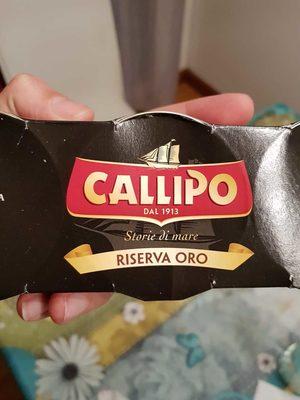 CALLIPO
DAL 1913
Storie di mare
RISERVA ORO